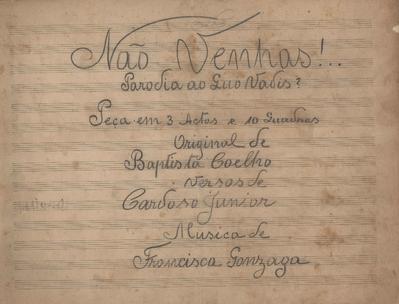 Não Venhas!..
Parodia ao Quo Vadis?
Peça em 3 Actos e 10 Quadros
Original de
Baptista Coelho
Versos de
Cardoso Junior
Musica de
Francisca Gonzaga